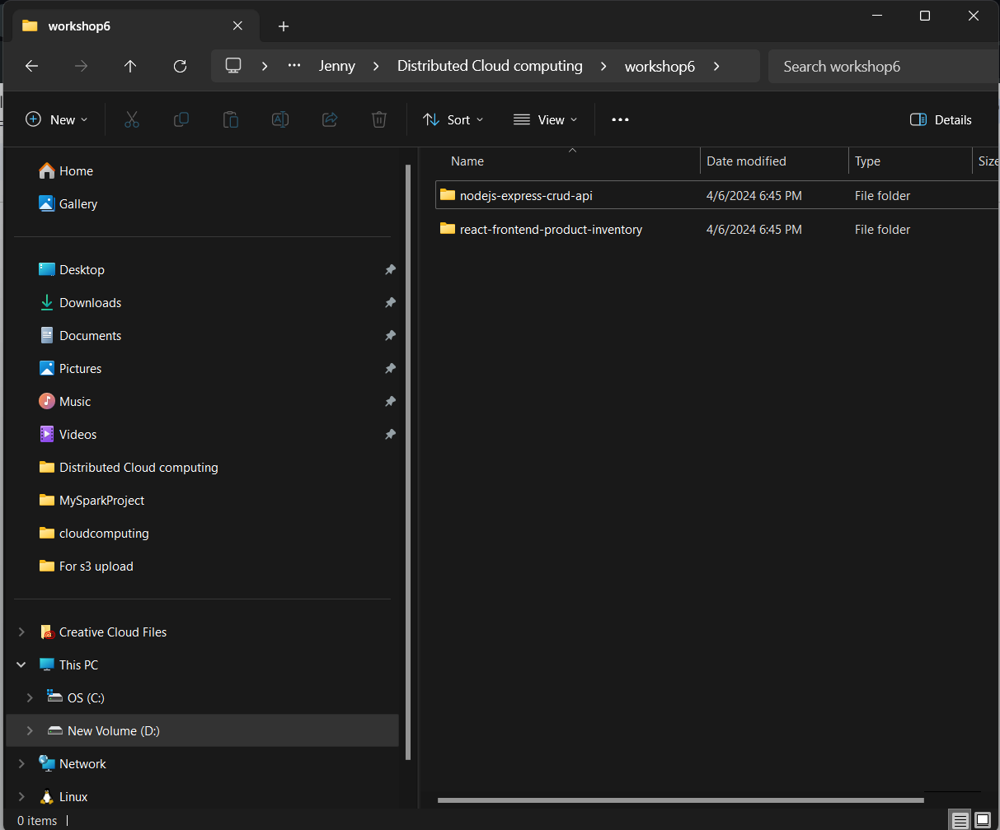 workshop6
Jenny
Distributed Cloud computing
workshop6
Search workshop6
New
Sort
View
Details
Home
Gallery
Desktop
Downloads
Documents
Pictures
Music
Videos
Distributed Cloud computing
MySparkProject
cloudcomputing
For s3 upload
Creative Cloud Files
This PC
OS (C:)
New Volume (D:)
Network
Linux
Name Date modified Type Size
nodejs-express-crud-api 4/6/2024 6:45 PM File folder
react-frontend-product-inventory 4/6/2024 6:45 PM File folder
0 items